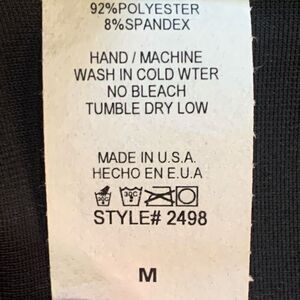 92%POLYESTER
8%SPANDEX
HAND / MACHINE
WASH IN COLD WTER
NO BLEACH
TUMBLE DRY LOW
MADE IN U.S.A.
HECHO EN E.U.A
STYLE# 2498
M